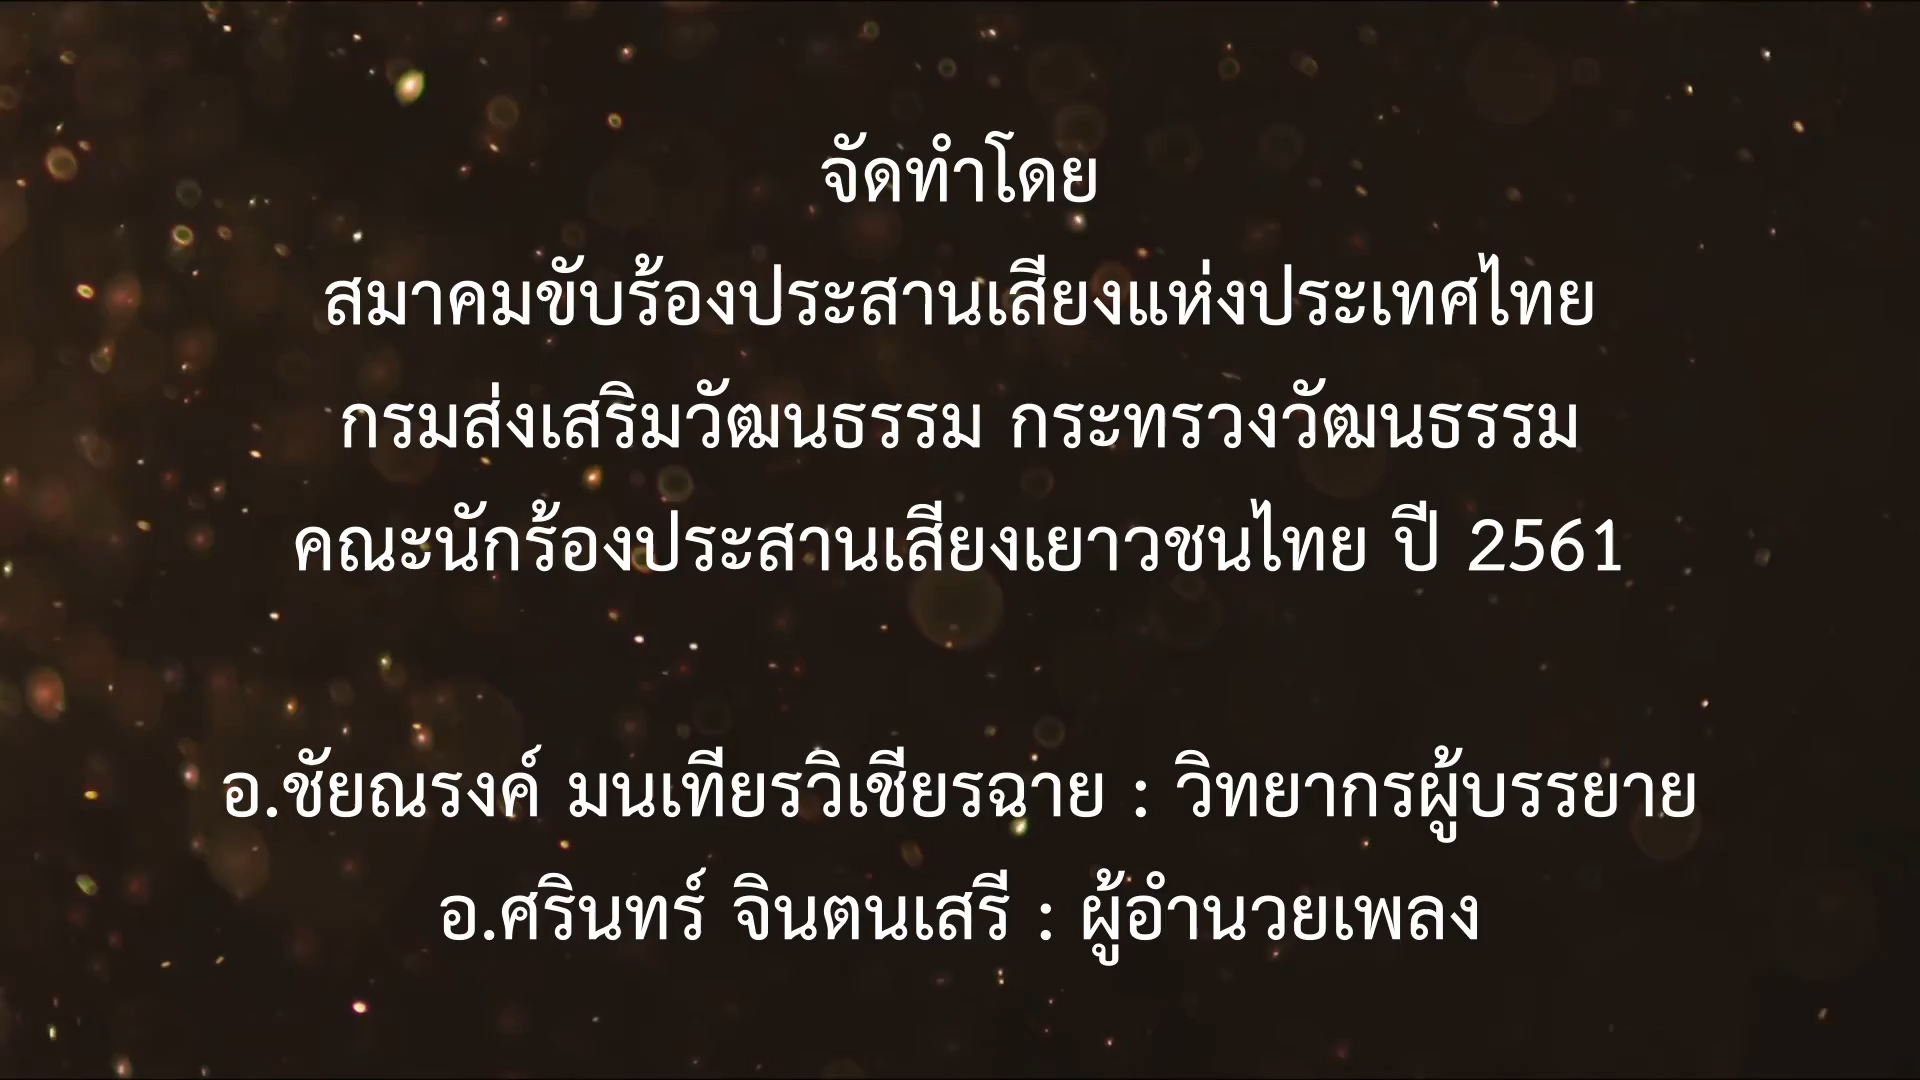 จัดทำโดย
สมาคมขับร้องประสานเสียงแห่งประเทศไทย
กรมส่งเสริมวัฒนธรรม กระทรวงวัฒนธรรม
คณะนักร้องประสานเสียงเยาวชนไทย ปี 2561
อ.ชัยณรงค์ มนเทียรวิเชียรฉาย : วิทยากรผู้บรรยาย
อ.ศรินทร์ จินตนเสรี : ผู้อำนวยเพลง